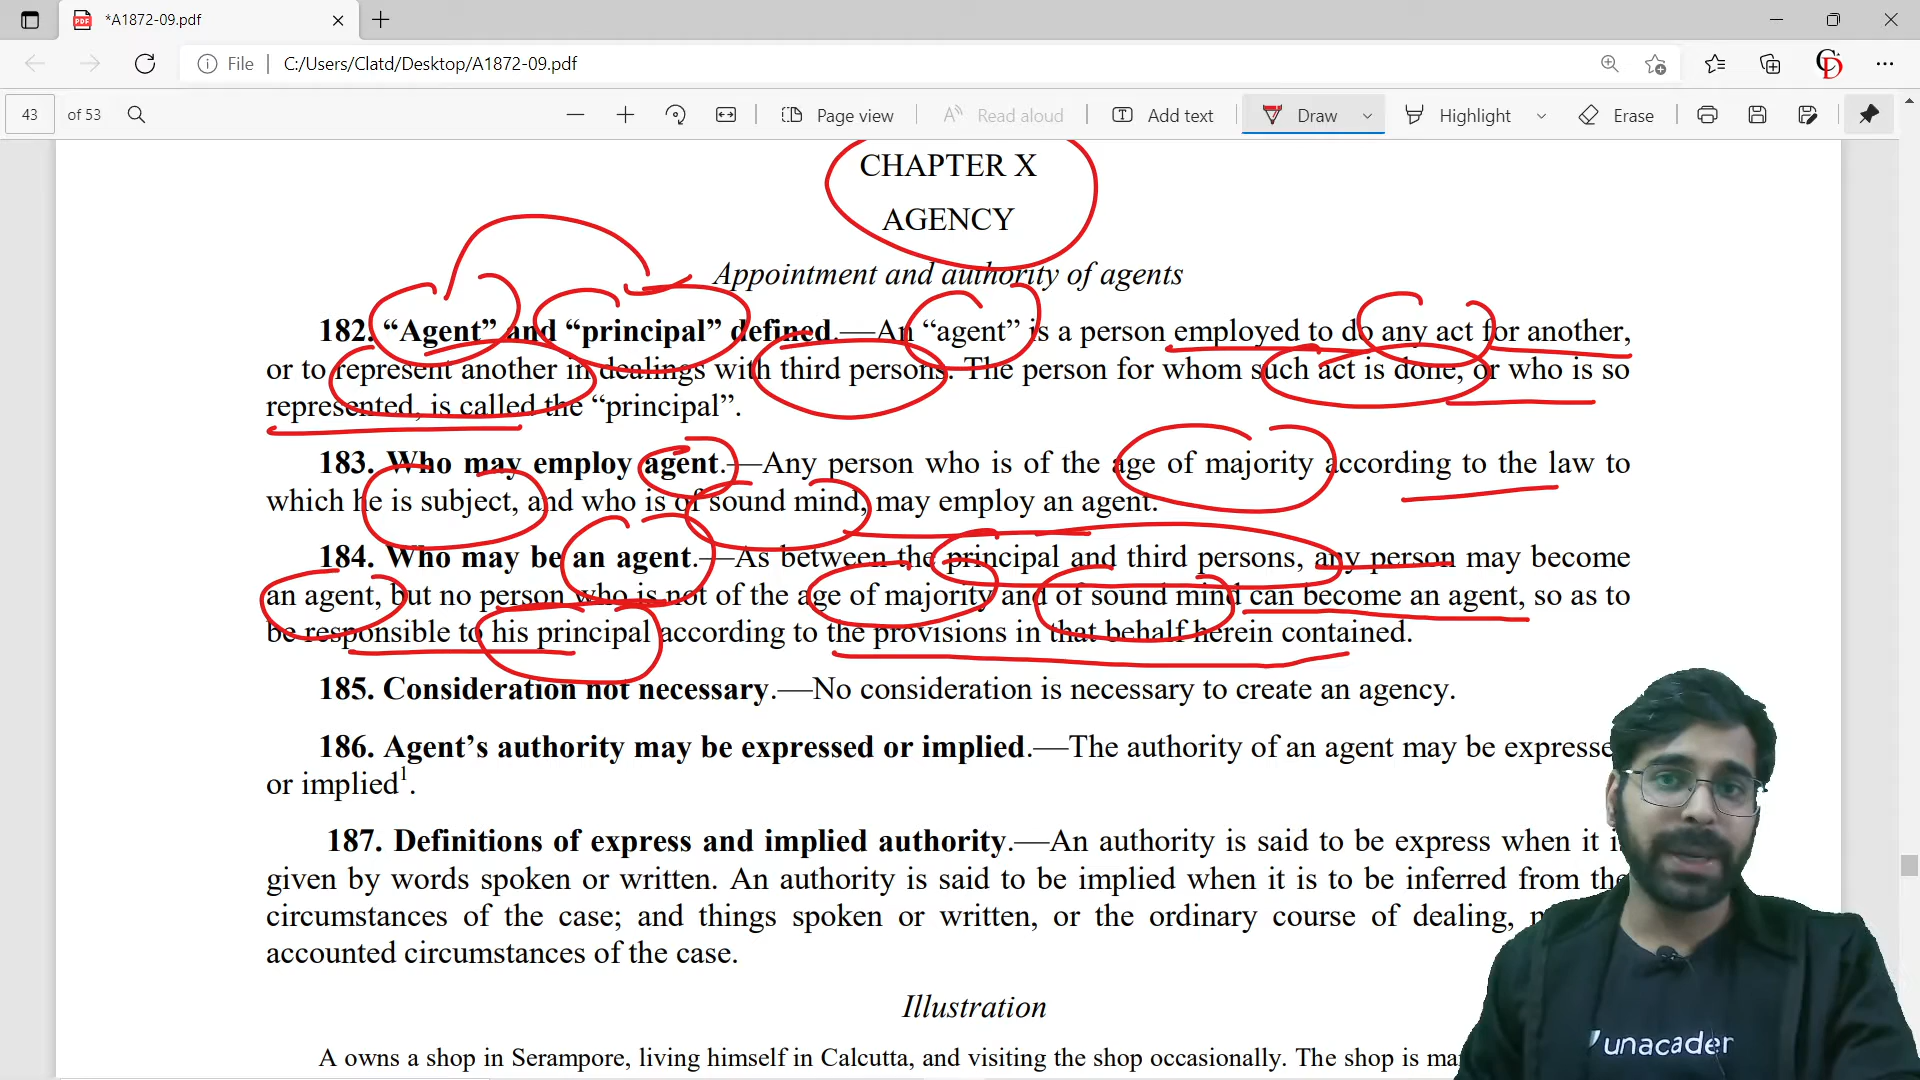 *A1872-09.pdf
File
C:/Users/Clatd/Desktop/A1872-09.pdf
CD
43 of 53
Page view
Read aloud
Add text
Draw
Highlight
Erase
CHAPTER X
AGENCY
Appointment and authority of agents
182. “Agent” and “principal” defined.—An “agent” is a person employed to do any act for another,
or to represent another in dealings with third persons. The person for whom such act is done, or who is so
represented, is called the “principal”.
183. Who may employ agent.—Any person who is of the age of majority according to the law to
which he is subject, and who is of sound mind, may employ an agent.
184. Who may be an agent.—As between the principal and third persons, any person may become
an agent, but no person who is not of the age of majority and of sound mind can become an agent, so as to
be responsible to his principal according to the provisions in that behalf herein contained.
185. Consideration not necessary.—No consideration is necessary to create an agency.
186. Agent’s authority may be expressed or implied.—The authority of an agent may be expresse
or implied1.
187. Definitions of express and implied authority.—An authority is said to be express when it i
given by words spoken or written. An authority is said to be implied when it is to be inferred from the
circumstances of the case; and things spoken or written, or the ordinary course of dealing,
accounted circumstances of the case.
Illustration
A owns a shop in Serampore, living himself in Calcutta, and visiting the shop occasionally. The shop is ma
unacader